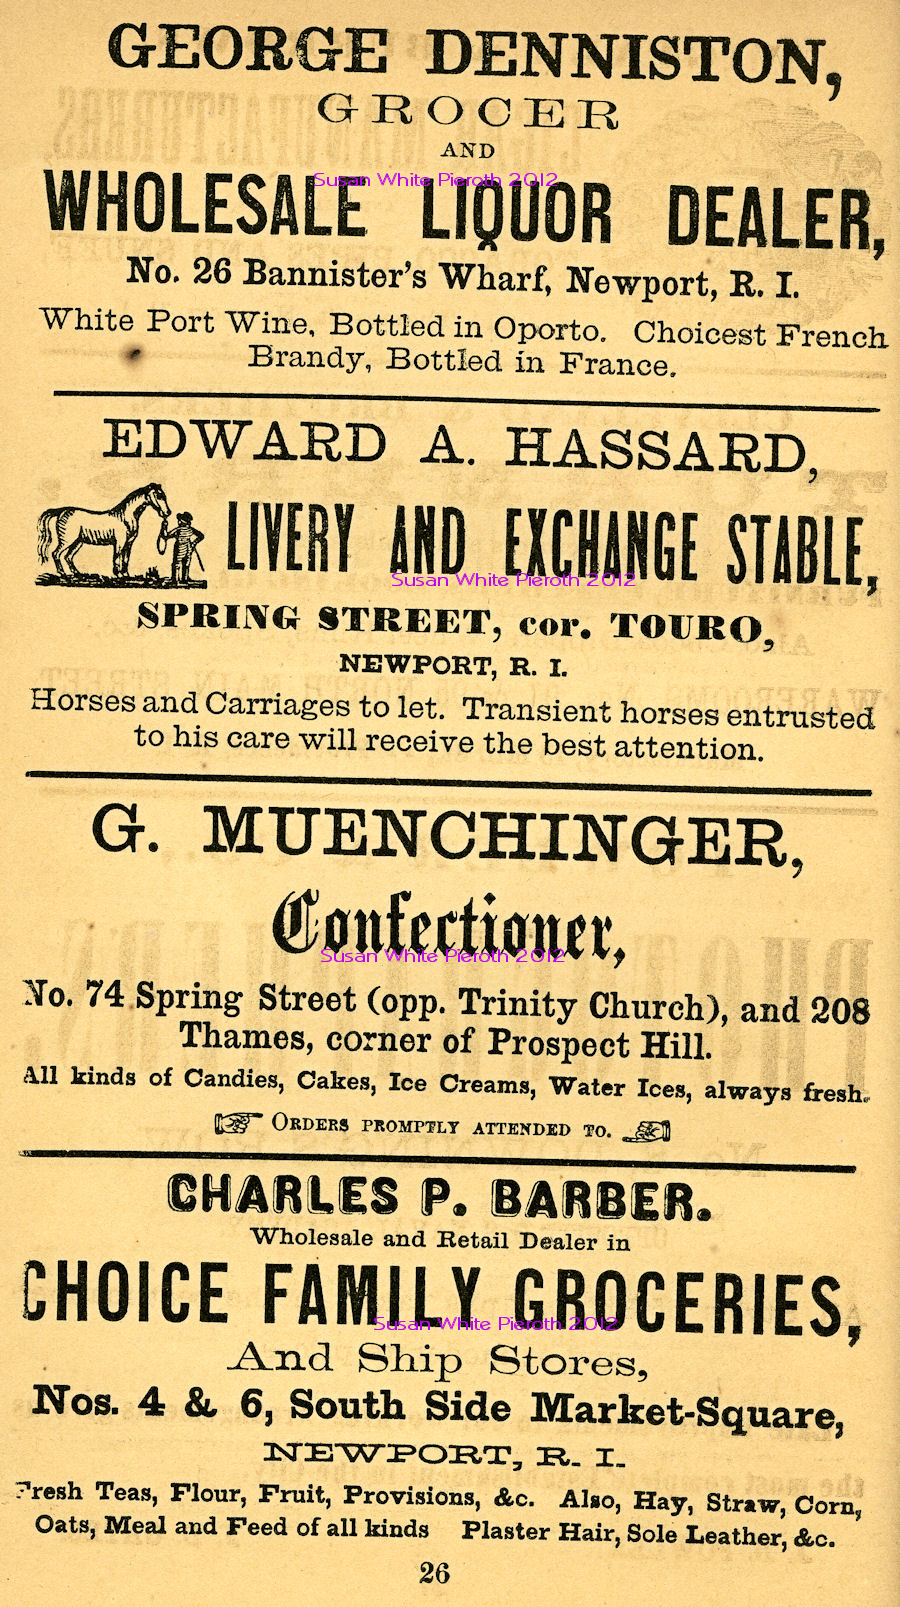 GEORGE DENNISTON,
GROCER
AND
Susan White Pieroth 2012
WHOLESALE LIQUOR DEALER,
No. 26 Bannister's Wharf, Newport, R. I.
White Port Wine, Bottled in Oporto. Choicest French
Brandy, Bottled in France.
EDWARD A. HASSARD,
LIVERY AND EXCHANGE STABLE,
Susan White Pieroth 2012
SPRING STREET, cor. TOURO,
NEWPORT, R. I.
Horses and Carriages to let. Transient horses entrusted
to his care will receive the best attention.
G. MUENCHINGER,
Confectioner,
Susan White Pieroth 2012
No. 74 Spring Street (opp. Trinity Church), and 208
Thames, corner of Prospect Hill.
All kinds of Candies, Cakes, Ice Creams, Water Ices, always fresh.
ORDERS PROMPTLY ATTENDED TO.
CHARLES P. BARBER.
Wholesale and Retail Dealer in
CHOICE FAMILY GROCERIES,
Susan White Pieroth 2012
And Ship Stores,
Nos. 4 & 6, South Side Market-Square,
NEWPORT, R. I.
Fresh Teas, Flour, Fruit, Provisions, &c. Also, Hay, Straw, Corn,
Oats, Meal and Feed of all kinds Plaster Hair, Sole Leather, &c.
26